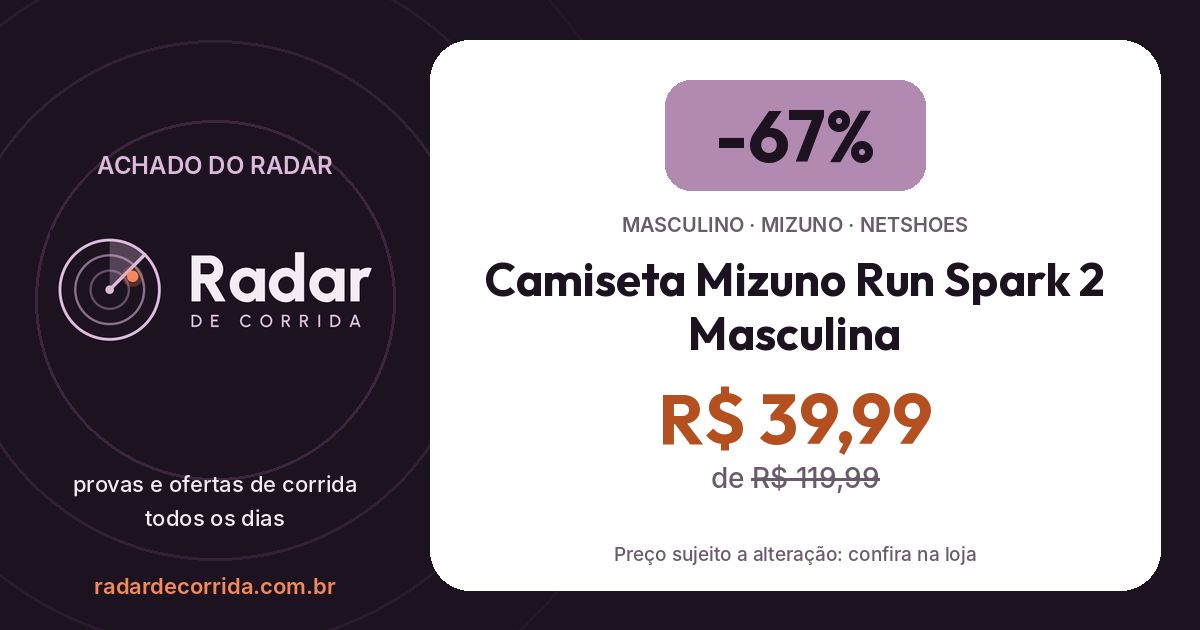 ACHADO DO RADAR
Radar
DE CORRIDA
provas e ofertas de corrida
todos os dias
radardecorrida.com.br
-67%
MASCULINO · MIZUNO · NETSHOES
Camiseta Mizuno Run Spark 2
Masculina
R$ 39,99
de R$ 119,99
Preço sujeito a alteração: confira na loja